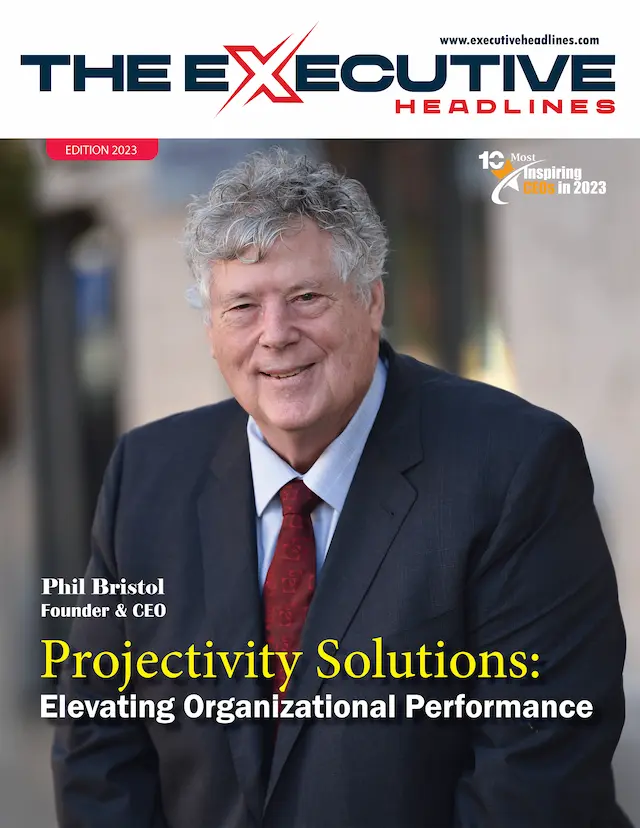 www.executiveheadlines.com
THE EXECUTIVE
HEADLINES
EDITION 2023
10 Most
Inspiring
CEOs in 2023
Phil Bristol
Founder & CEO
Projectivity Solutions:
Elevating Organizational Performance